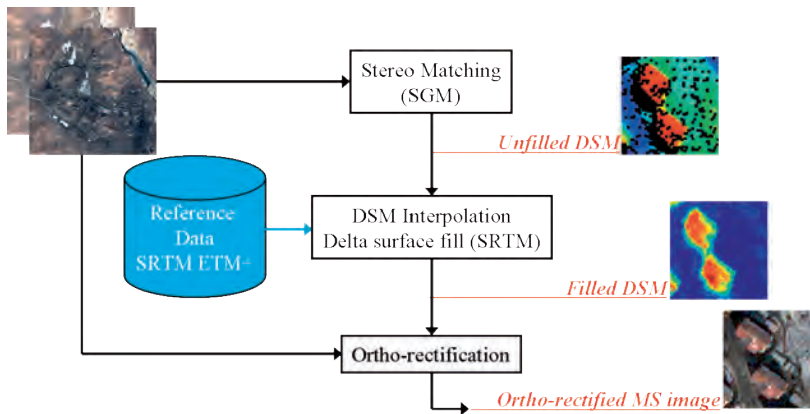 Stereo Matching
(SGM)
Unfilled DSM
Reference
Data
SRTM ETM+
DSM Interpolation
Delta surface fill (SRTM)
Filled DSM
Ortho-rectification
Ortho-rectified MS image